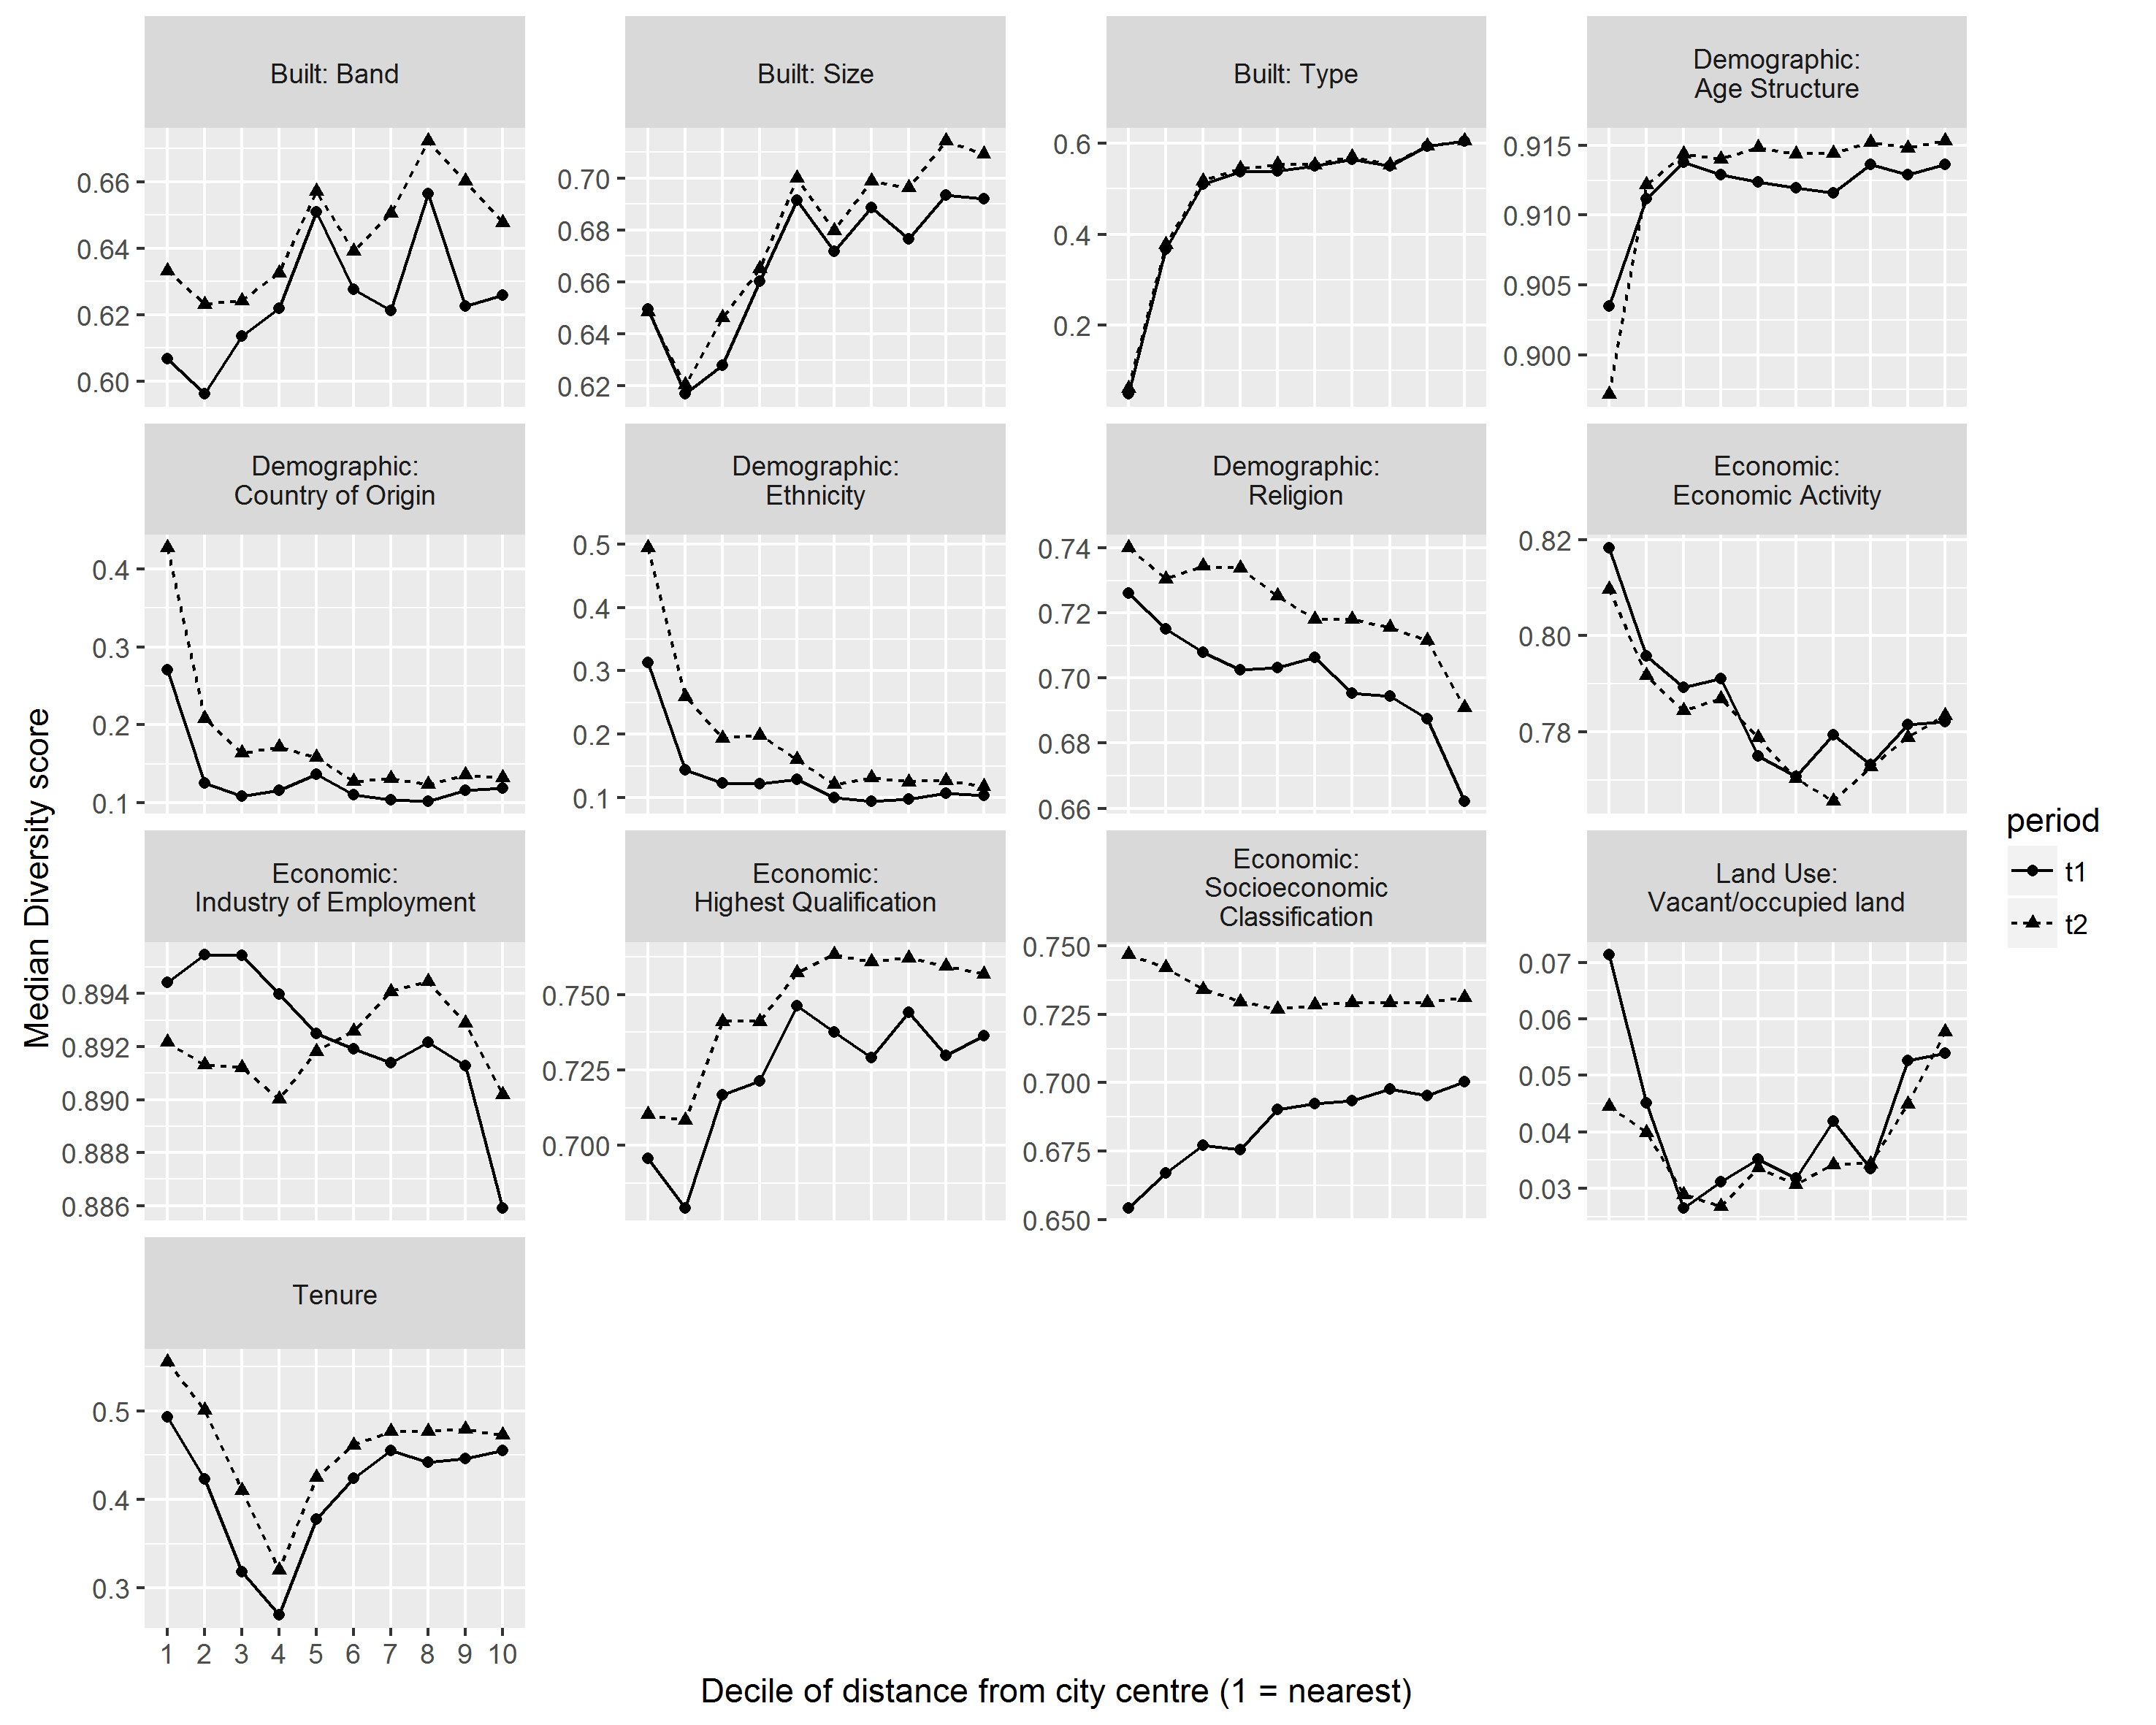 Built: Band
Built: Size
Built: Type
Demographic:
Age Structure
0.66
0.64
0.62
0.60
0.70
0.68
0.66
0.64
0.62
0.6
0.4
0.2
0.915
0.910
0.905
0.900
Demographic:
Country of Origin
Demographic:
Ethnicity
Demographic:
Religion
Economic:
Economic Activity
0.4
0.3
0.2
0.1
0.5
0.4
0.3
0.2
0.1
0.74
0.72
0.70
0.68
0.66
0.82
0.80
0.78
Median Diversity score
Economic:
Industry of Employment
Economic:
Highest Qualification
Economic:
Socioeconomic
Classification
Land Use:
Vacant/occupied land
0.894
0.892
0.890
0.888
0.886
0.750
0.725
0.700
0.750
0.725
0.700
0.675
0.650
0.07
0.06
0.05
0.04
0.03
period
t1
t2
Tenure
0.5
0.4
0.3
1 2 3 4 5 6 7 8 9 10
Decile of distance from city centre (1 = nearest)